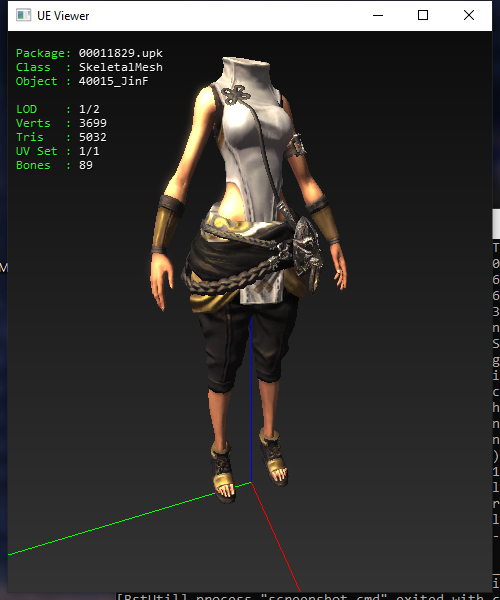 UE Viewer
Package: 00011829.upk
Class : SkeletalMesh
Object : 40015_JinF
LOD : 1/2
Verts : 3699
Tris : 5032
UV Set : 1/1
Bones : 89